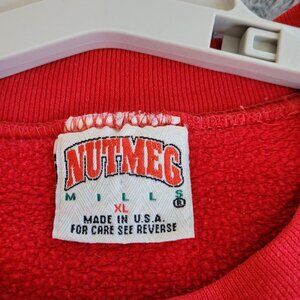 NUTMEG
MILLS ®
XL
MADE IN U.S.A.
FOR CARE SEE REVERSE